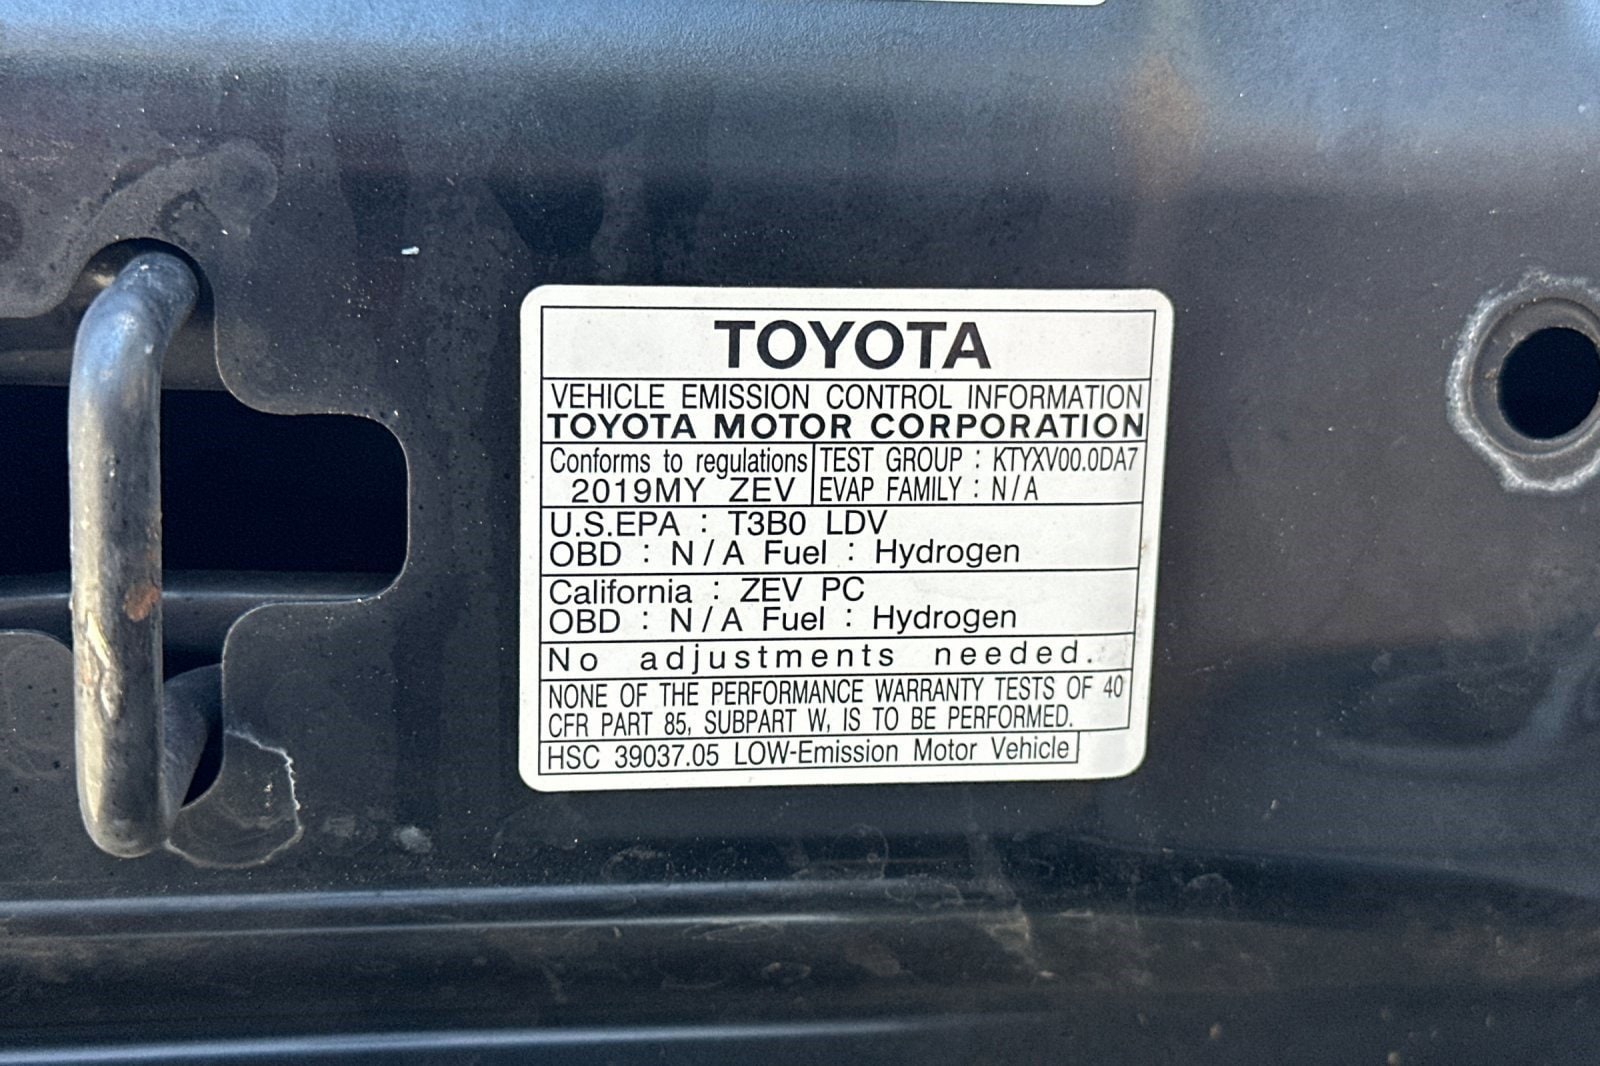 TOYOTA
VEHICLE EMISSION CONTROL INFORMATION
TOYOTA MOTOR CORPORATION
Conforms to regulations
2019MY ZEV
TEST GROUP : KTYXV00.0DA7
EVAP FAMILY : N/A
U.S.EPA : T3B0 LDV
OBD : N/A Fuel : Hydrogen
California : ZEV PC
OBD : N/A Fuel : Hydrogen
No adjustments needed.
NONE OF THE PERFORMANCE WARRANTY TESTS OF 40
CFR PART 85, SUBPART W, IS TO BE PERFORMED.
HSC 39037.05 LOW-Emission Motor Vehicle